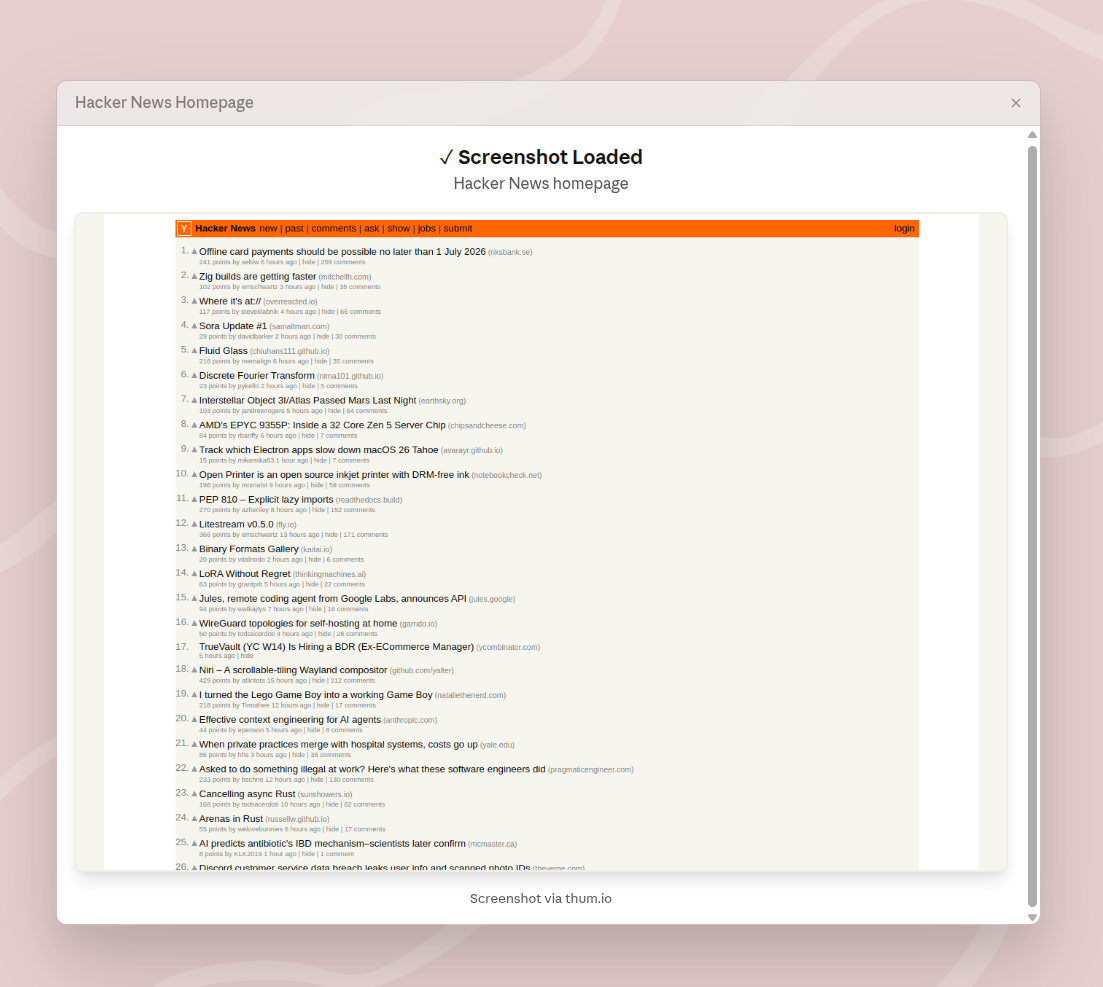 Hacker News Homepage
×
✓ Screenshot Loaded
Hacker News homepage
Y Hacker News new | past | comments | ask | show | jobs | submit login
1. ▲ Offline card payments should be possible no later than 1 July 2026 (riksbank.se)
241 points by sebiw 6 hours ago | hide | 259 comments
2. ▲ Zig builds are getting faster (mitchellh.com)
102 points by emschwartz 3 hours ago | hide | 35 comments
3. ▲ Where it's at:// (overreacted.io)
117 points by steveklabnik 4 hours ago | hide | 66 comments
4. ▲ Sora Update #1 (samaltman.com)
29 points by davidbarker 2 hours ago | hide | 30 comments
5. ▲ Fluid Glass (chiuhans111.github.io)
216 points by memalign 6 hours ago | hide | 35 comments
6. ▲ Discrete Fourier Transform (nima101.github.io)
23 points by pykello 2 hours ago | hide | 5 comments
7. ▲ Interstellar Object 3I/Atlas Passed Mars Last Night (earthsky.org)
103 points by jandrewrogers 5 hours ago | hide | 64 comments
8. ▲ AMD's EPYC 9355P: Inside a 32 Core Zen 5 Server Chip (chipsandcheese.com)
84 points by rbanffy 6 hours ago | hide | 7 comments
9. ▲ Track which Electron apps slow down macOS 26 Tahoe (avarayr.github.io)
15 points by mikamika83 1 hour ago | hide | 7 comments
10. ▲ Open Printer is an open source inkjet printer with DRM-free ink (notebookcheck.net)
196 points by mnmalst 9 hours ago | hide | 59 comments
11. ▲ PEP 810 – Explicit lazy imports (readthedocs.build)
270 points by azhenley 8 hours ago | hide | 152 comments
12. ▲ Litestream v0.5.0 (fly.io)
366 points by emschwartz 13 hours ago | hide | 171 comments
13. ▲ Binary Formats Gallery (kaitai.io)
20 points by vitalnodo 2 hours ago | hide | 6 comments
14. ▲ LoRA Without Regret (thinkingmachines.ai)
63 points by grantpitt 5 hours ago | hide | 22 comments
15. ▲ Jules, remote coding agent from Google Labs, announces API (jules.google)
94 points by watkajtys 7 hours ago | hide | 16 comments
16. ▲ WireGuard topologies for self-hosting at home (garrido.io)
50 points by todsacerdoti 4 hours ago | hide | 26 comments
17. TrueVault (YC W14) Is Hiring a BDR (Ex-ECommerce Manager) (ycombinator.com)
5 hours ago | hide
18. ▲ Niri – A scrollable-tiling Wayland compositor (github.com/yalter)
429 points by atlintots 15 hours ago | hide | 212 comments
19. ▲ I turned the Lego Game Boy into a working Game Boy (nataliethenerd.com)
218 points by Timothee 12 hours ago | hide | 17 comments
20. ▲ Effective context engineering for AI agents (anthropic.com)
44 points by epenson 5 hours ago | hide | 8 comments
21. ▲ When private practices merge with hospital systems, costs go up (yale.edu)
86 points by hhs 3 hours ago | hide | 36 comments
22. ▲ Asked to do something illegal at work? Here's what these software engineers did (pragmaticengineer.com)
233 points by tschne 12 hours ago | hide | 130 comments
23. ▲ Cancelling async Rust (sunshowers.io)
168 points by todsacerdoti 10 hours ago | hide | 62 comments
24. ▲ Arenas in Rust (russellw.github.io)
55 points by welovebunnies 6 hours ago | hide | 17 comments
25. ▲ AI predicts antibiotic's IBD mechanism–scientists later confirm (mcmaster.ca)
8 points by KLK2019 1 hour ago | hide | 1 comment
26. ▲ Discord customer service data breach leaks user info and scanned photo IDs (theverge.com)
Screenshot via thum.io